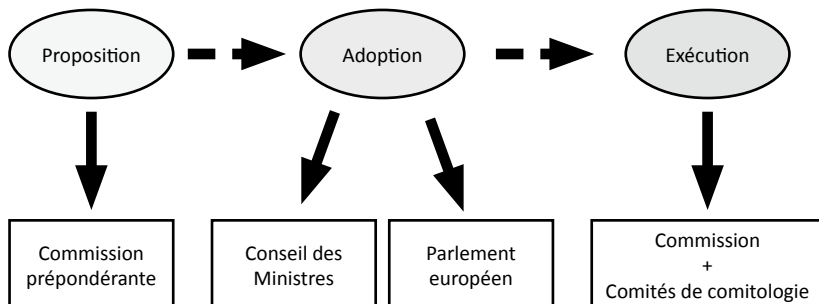 Proposition
Adoption
Exécution
Commission
prépondérante
Conseil des
Ministres
Parlement
européen
Commission
+
Comités de comitologie